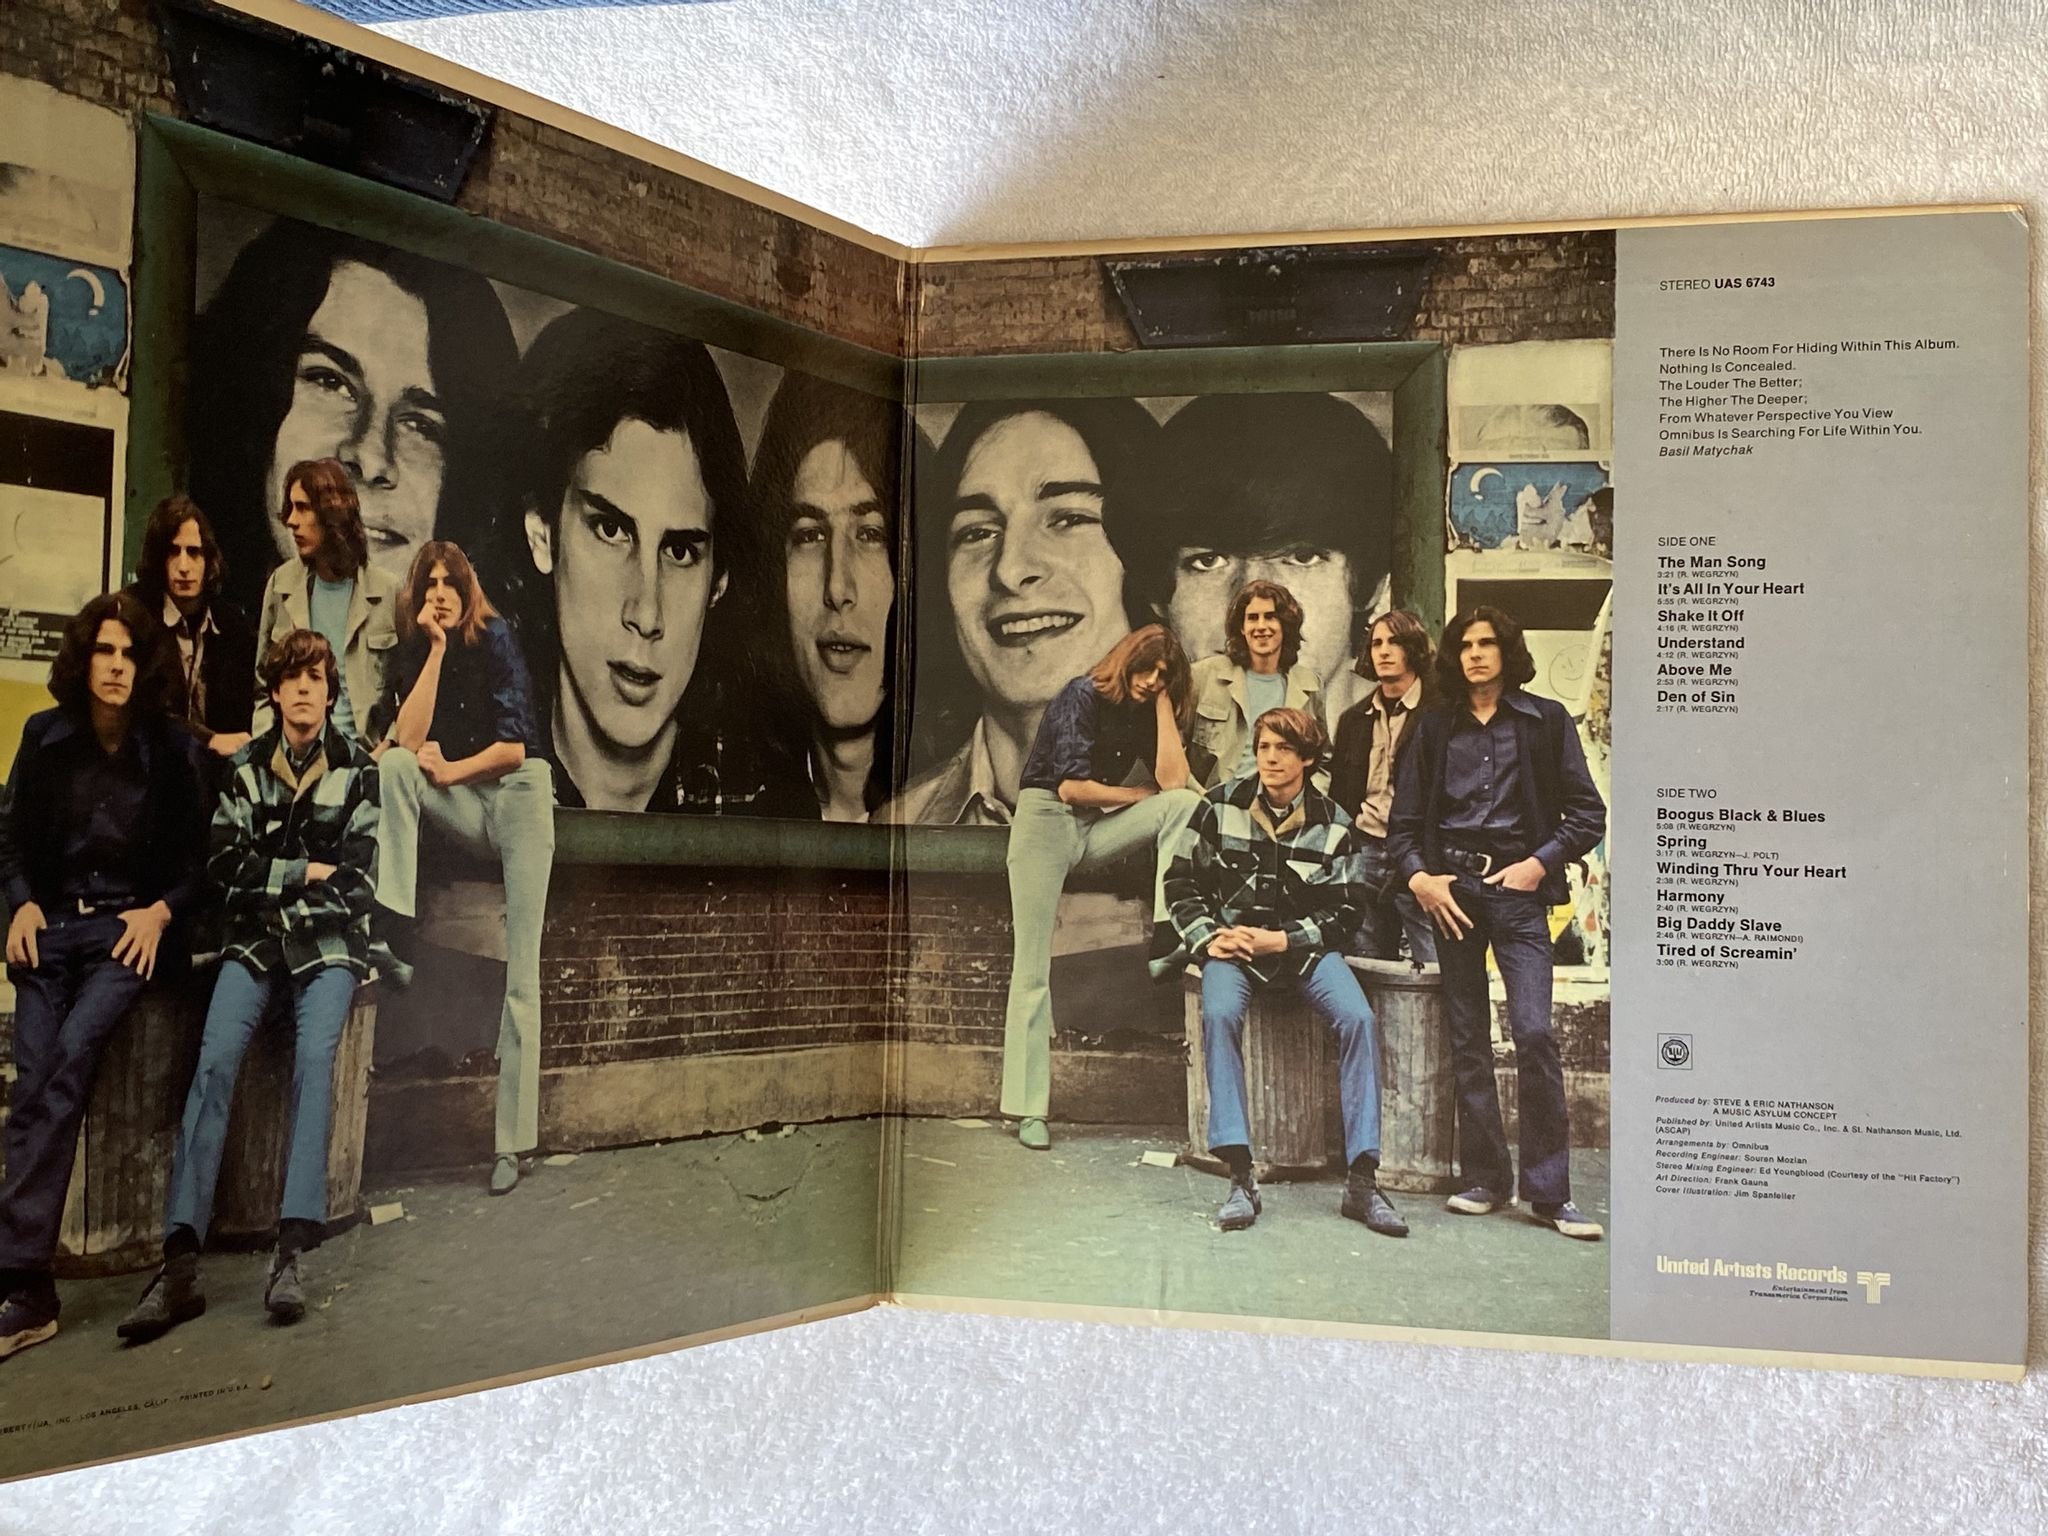 STEREO UAS 6743
There Is No Room For Hiding Within This Album.
Nothing Is Concealed.
The Louder The Better;
The Higher The Deeper;
From Whatever Perspective You View
Omnibus Is Searching For Life Within You.
Basil Matychak
SIDE ONE
The Man Song
3:21 (R. WEGRZYN)
It's All In Your Heart
5:55 (R. WEGRZYN)
Shake It Off
4:16 (R. WEGRZYN)
Understand
4:12 (R. WEGRZYN)
Above Me
2:53 (R. WEGRZYN)
Den of Sin
2:17 (R. WEGRZYN)
SIDE TWO
Boogus Black & Blues
5:08 (R.WEGRZYN)
Spring
3:17 (R. WEGRZYN—J. POLT)
Winding Thru Your Heart
2:38 (R. WEGRZYN)
Harmony
2:40 (R. WEGRZYN)
Big Daddy Slave
2:46 (R. WEGRZYN—A. RAIMONDI)
Tired of Screamin'
3:00 (R. WEGRZYN)
Produced by: STEVE & ERIC NATHANSON
A MUSIC ASYLUM CONCEPT
Published by: United Artists Music Co., Inc. & St. Nathanson Music, Ltd.
(ASCAP)
Arrangements by: Omnibus
Recording Engineer: Souren Mozian
Stereo Mixing Engineer: Ed Youngblood (Courtesy of the "Hit Factory")
Art Direction: Frank Gauna
Cover Illustration: Jim Spanfeller
United Artists Records
Entertainment from
Transamerica Corporation
/UA, INC. LOS ANGELES, CALIF. PRINTED IN U.S.A.